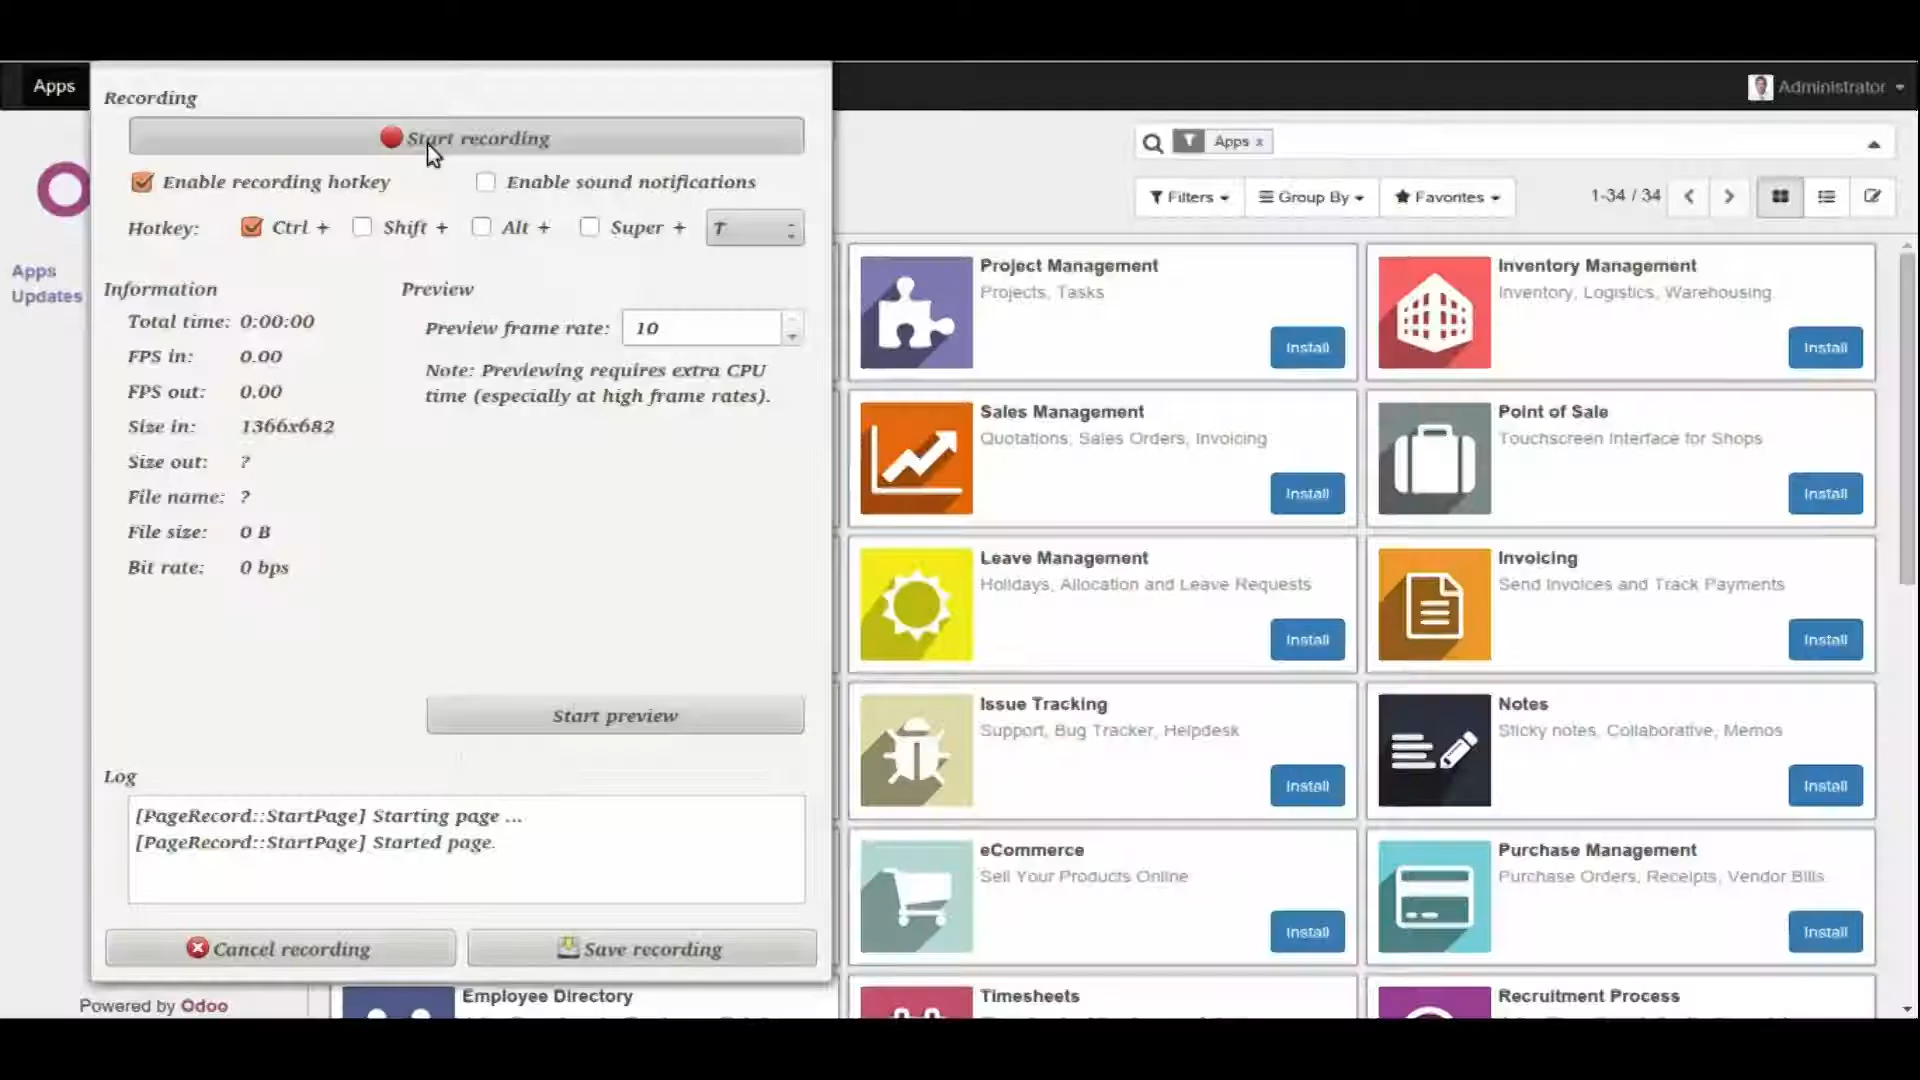 Apps
Administrator
Recording
Start recording
Enable recording hotkey
Enable sound notifications
Hotkey:
Ctrl +
Shift +
Alt +
Super +
T
Information
Total time: 0:00:00
FPS in: 0.00
FPS out: 0.00
Size in: 1366x682
Size out: ?
File name: ?
File size: 0 B
Bit rate: 0 bps
Preview
Preview frame rate: 10
Note: Previewing requires extra CPU
time (especially at high frame rates).
Start preview
Log
[PageRecord::StartPage] Starting page ...
[PageRecord::StartPage] Started page.
Cancel recording
Save recording
Apps
Updates
Powered by Odoo
Apps x
Filters
Group By
Favorites
1-34 / 34
Project Management
Projects, Tasks
Install
Inventory Management
Inventory, Logistics, Warehousing
Install
Sales Management
Quotations, Sales Orders, Invoicing
Install
Point of Sale
Touchscreen Interface for Shops
Install
Leave Management
Holidays, Allocation and Leave Requests
Install
Invoicing
Send Invoices and Track Payments
Install
Issue Tracking
Support, Bug Tracker, Helpdesk
Install
Notes
Sticky notes, Collaborative, Memos
Install
eCommerce
Sell Your Products Online
Install
Purchase Management
Purchase Orders, Receipts, Vendor Bills
Install
Employee Directory
Timesheets
Recruitment Process